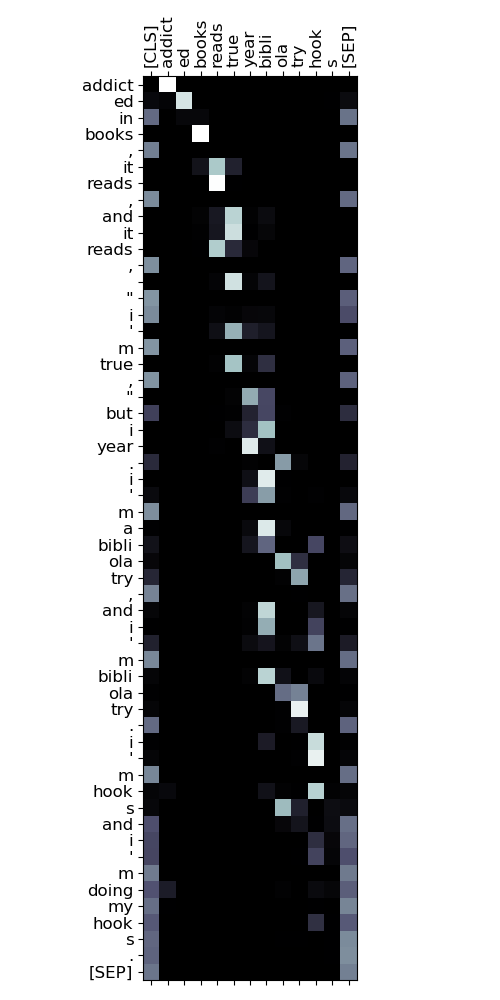 [CLS]
addict
ed
books
reads
true
year
bibli
ola
try
hook
s
[SEP]
addict
ed
in
books
,
it
reads
,
and
it
reads
,
"
i
'
m
true
,
"
but
i
year
.
i
'
m
a
bibli
ola
try
,
and
i
'
m
bibli
ola
try
.
i
'
m
hook
s
and
i
'
m
doing
my
hook
s
.
[SEP]